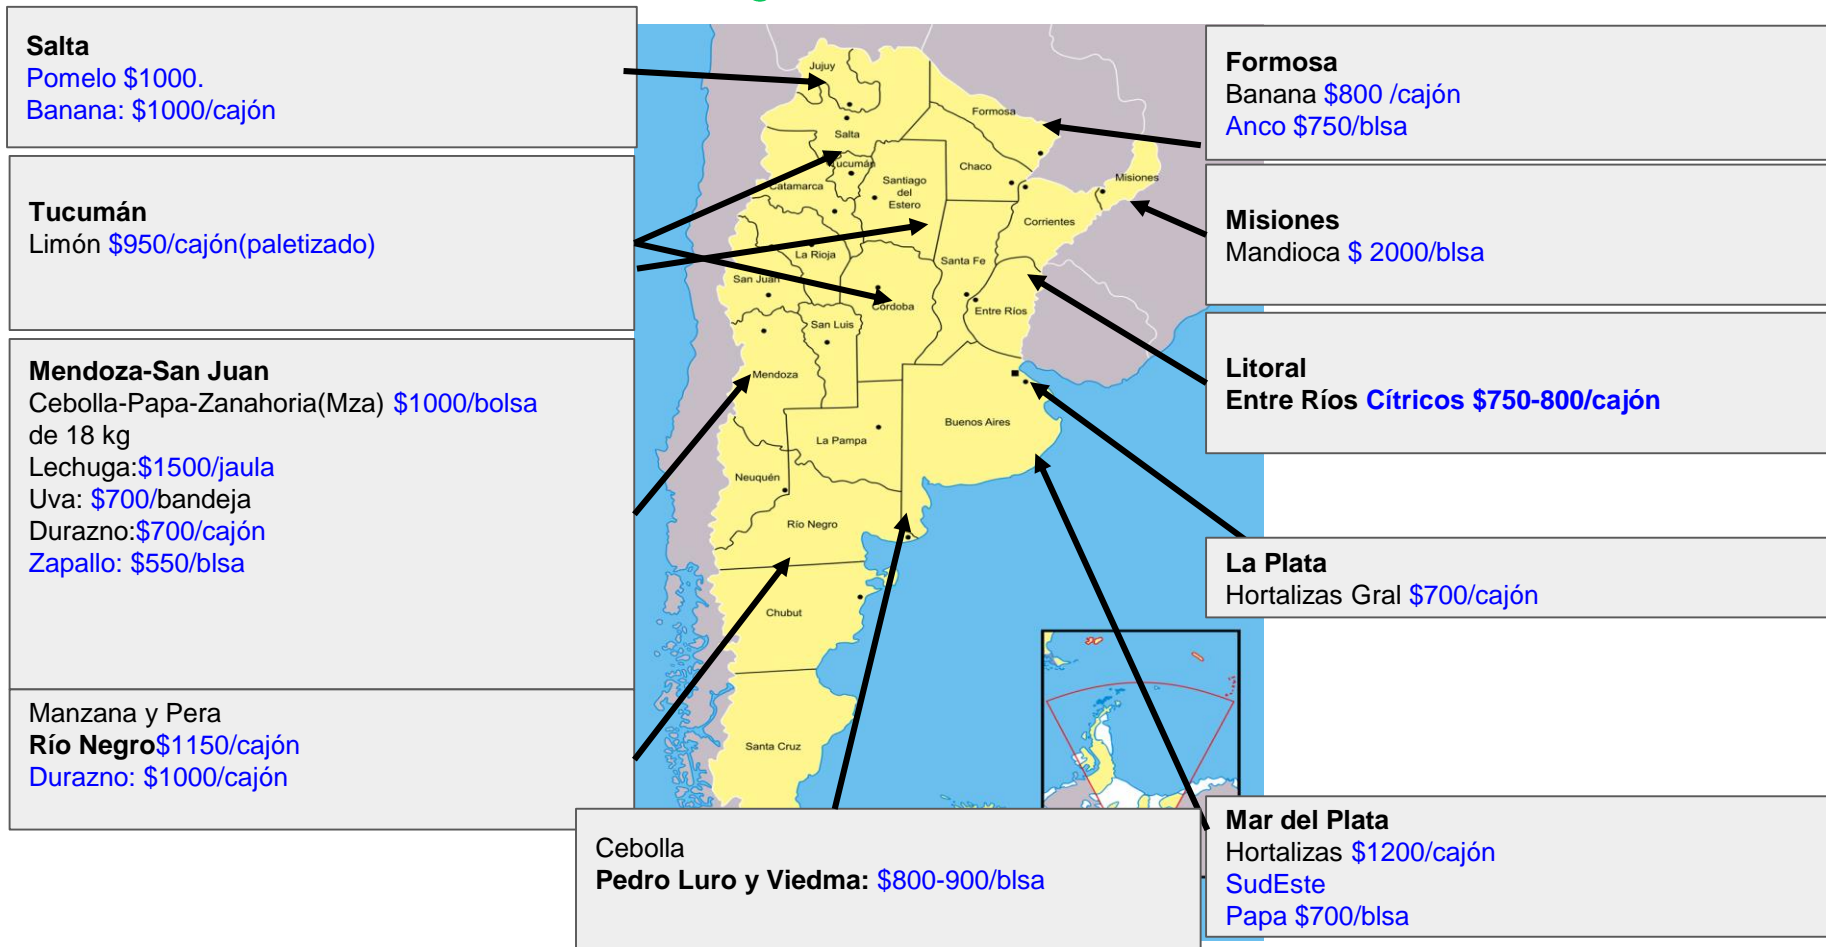 Salta
Pomelo $1000.
Banana: $1000/cajón
Tucumán
Limón $950/cajón(paletizado)
Mendoza-San Juan
Cebolla-Papa-Zanahoria(Mza) $1000/bolsa
de 18 kg
Lechuga:$1500/jaula
Uva: $700/bandeja
Durazno:$700/cajón
Zapallo: $550/blsa
Manzana y Pera
Río Negro$1150/cajón
Durazno: $1000/cajón
Cebolla
Pedro Luro y Viedma: $800-900/blsa
Jujuy
Formosa
Salta
Tucumán
Chaco
Misiones
Catamarca
Santiago
del
Estero
Corrientes
La Rioja
Santa Fe
San Juan
Córdoba
Entre Ríos
San Luis
Mendoza
Buenos Aires
La Pampa
Neuquén
Río Negro
Chubut
Santa Cruz
Formosa
Banana $800 /cajón
Anco $750/blsa
Misiones
Mandioca $ 2000/blsa
Litoral
Entre Ríos Cítricos $750-800/cajón
La Plata
Hortalizas Gral $700/cajón
Mar del Plata
Hortalizas $1200/cajón
SudEste
Papa $700/blsa